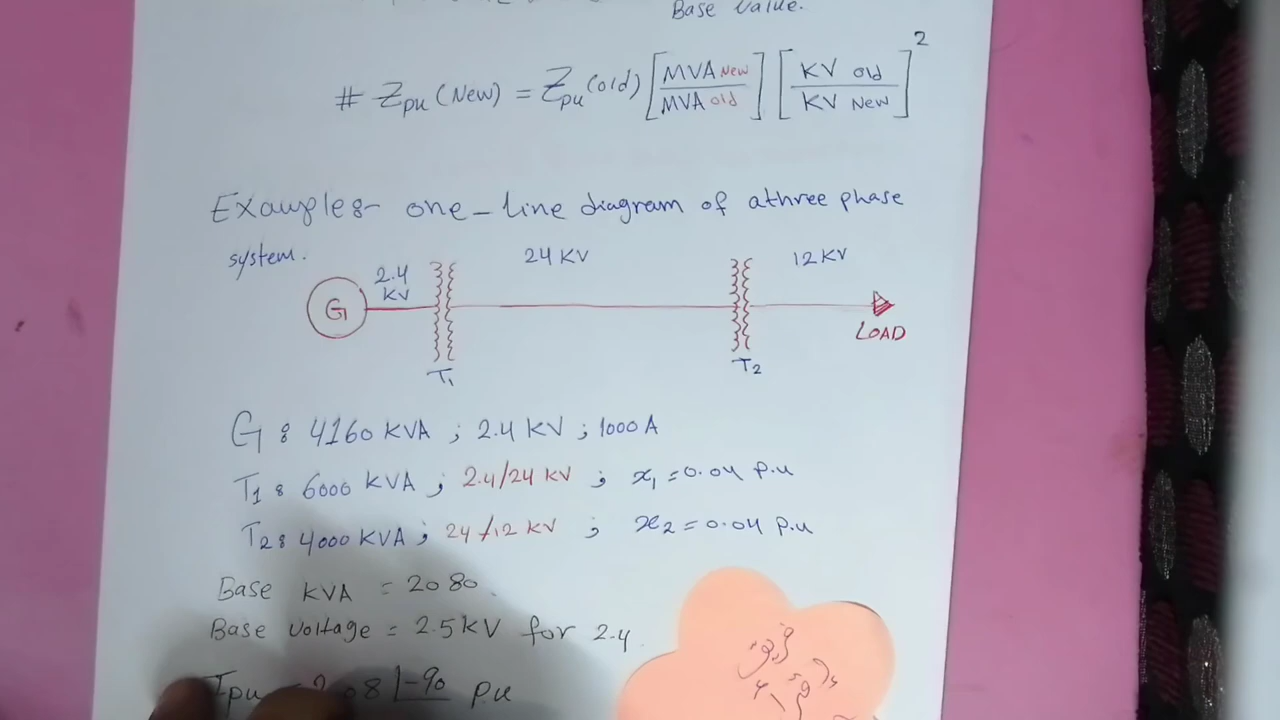 Base Value.
# Zpu (New) = Zpu (old) [MVA New / MVA old] [KV old / KV New]²
Example:- one-line diagram of a three phase
system.
2.4 KV
24 KV
12 KV
G
LOAD
T1
T2
G : 4160 KVA ; 2.4 KV ; 1000 A
T1 : 6000 KVA ; 2.4/24 KV ; x1 = 0.04 p.u
T2 : 4000 KVA ; 24/12 KV ; x2 = 0.04 p.u
Base KVA = 2080.
Base Voltage = 2.5 KV for 2.4
-90 pu